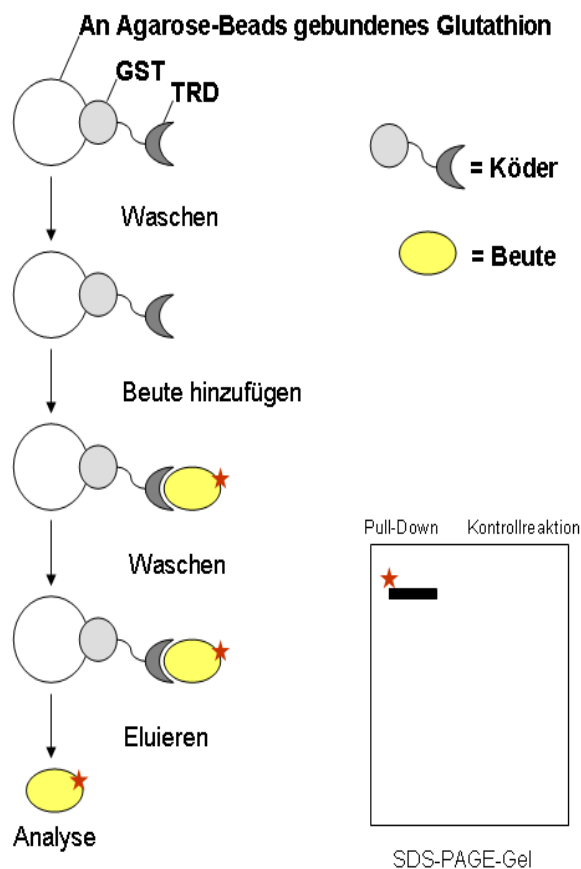 An Agarose-Beads gebundenes Glutathion
GST
TRD
= Köder
Waschen
= Beute
Beute hinzufügen
Pull-Down Kontrollreaktion
Waschen
Eluieren
Analyse
SDS-PAGE-Gel